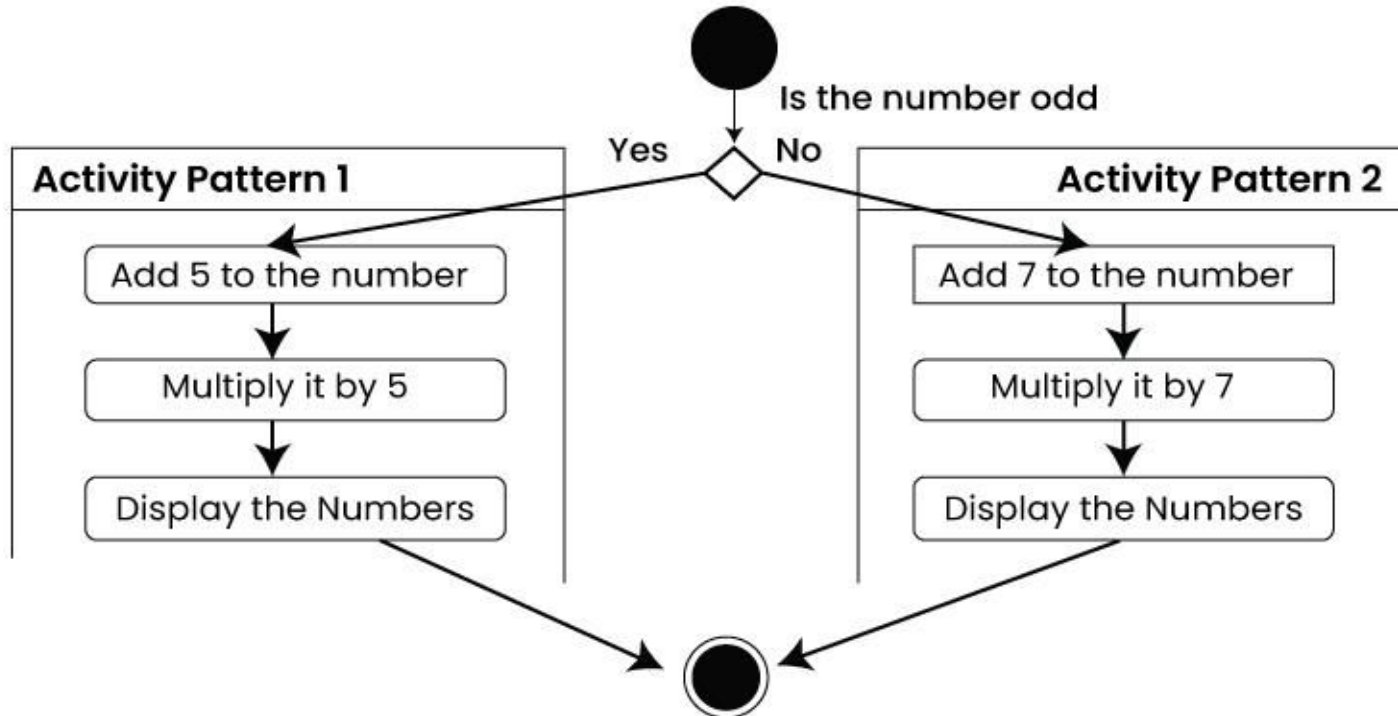 Is the number odd
Yes
No
Activity Pattern 1
Add 5 to the number
Multiply it by 5
Display the Numbers
Activity Pattern 2
Add 7 to the number
Multiply it by 7
Display the Numbers